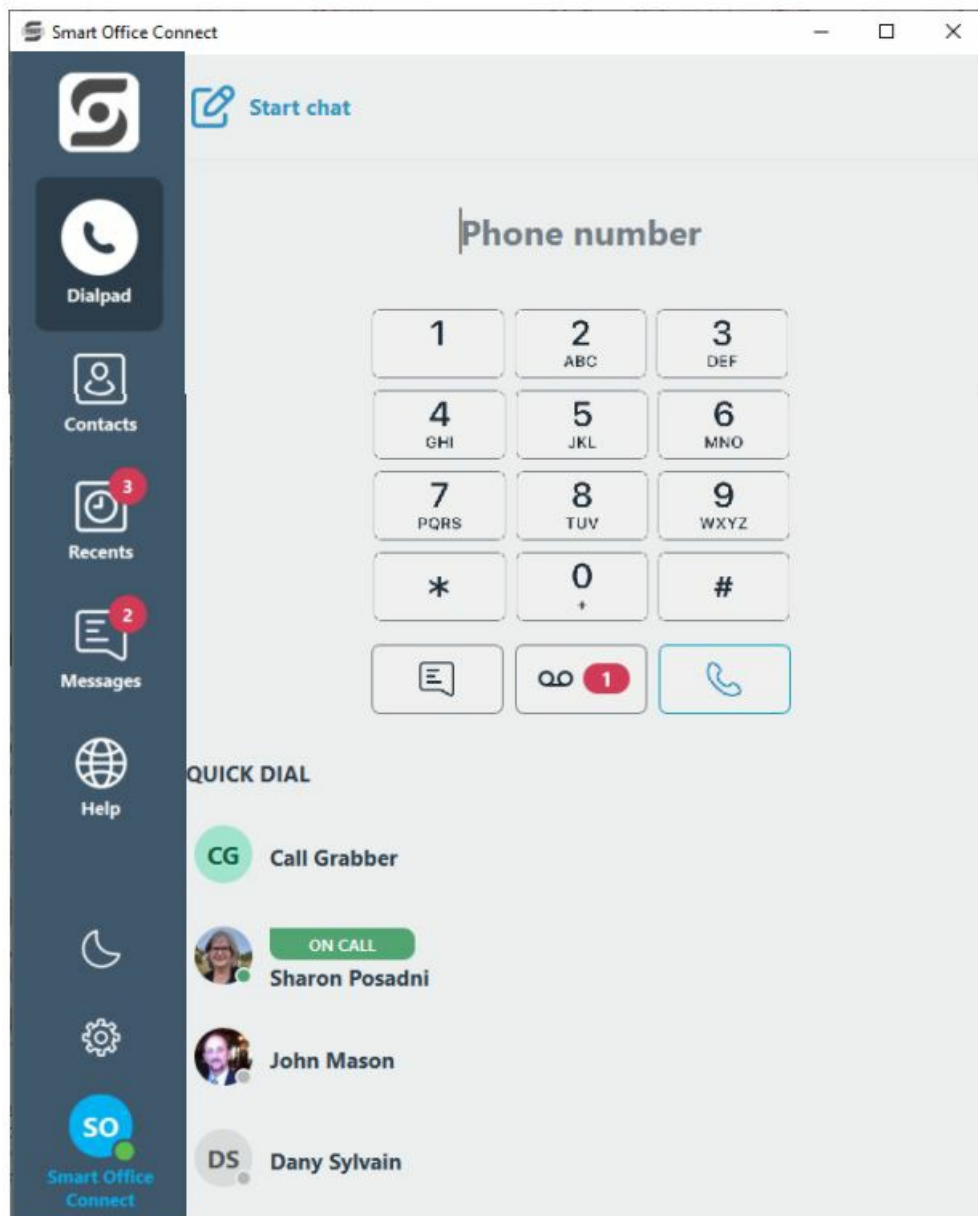 Smart Office Connect
Start chat
Dialpad
Contacts
3
Recents
2
Messages
Help
Smart Office
Connect
SO
Phone number
1
2
ABC
3
DEF
4
GHI
5
JKL
6
MNO
7
PQRS
8
TUV
9
WXYZ
*
0
+
#
1
QUICK DIAL
CG
Call Grabber
ON CALL
Sharon Posadni
John Mason
DS
Dany Sylvain